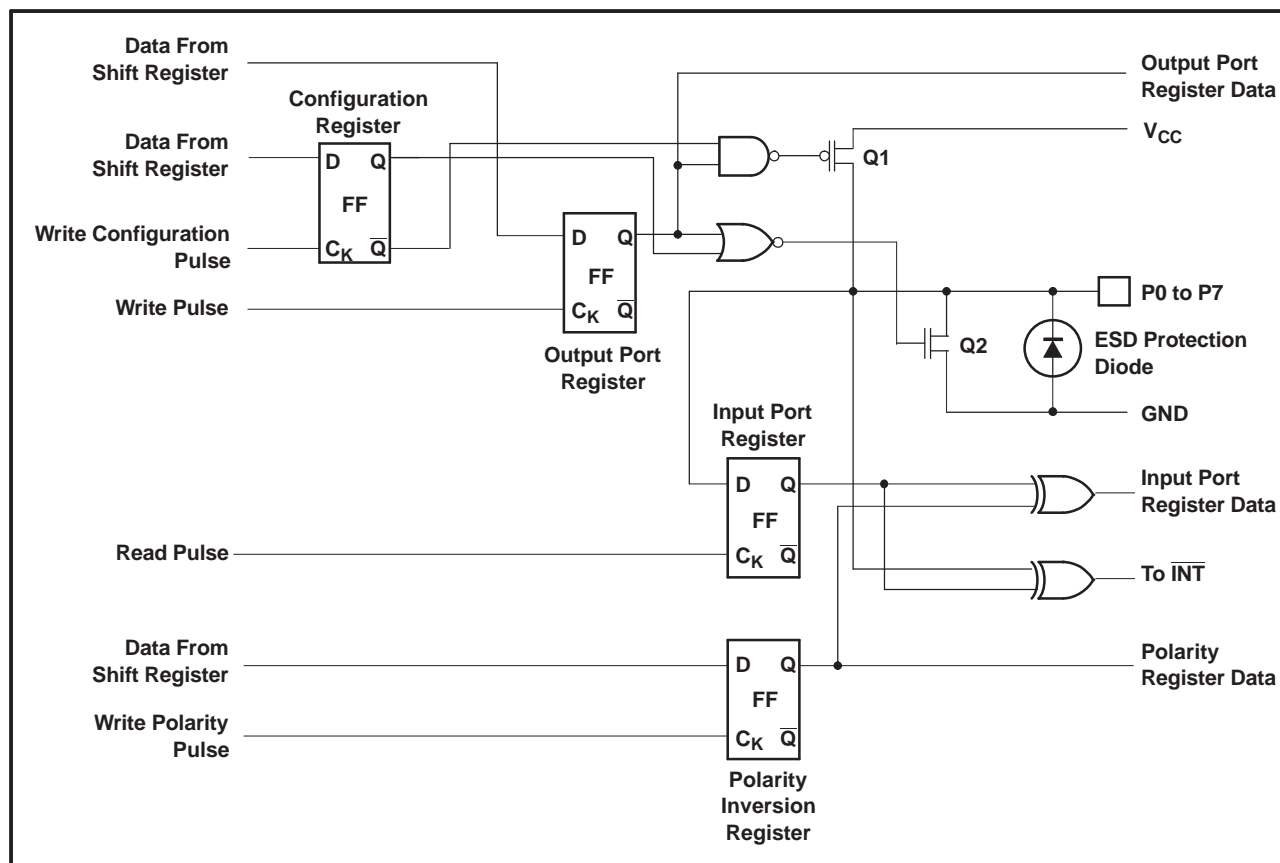 Data From
Shift Register
Output Port
Register Data
Configuration
Register
VCC
Data From
Shift Register
D Q
Q1
FF
Write Configuration
Pulse
CK Q̅
D Q
FF
P0 to P7
Write Pulse
CK Q̅
Q2
ESD Protection
Diode
Output Port
Register
GND
Input Port
Register
D Q
Input Port
Register Data
FF
Read Pulse
CK Q̅
To I̅N̅T̅
Data From
Shift Register
D Q
Polarity
Register Data
FF
Write Polarity
Pulse
CK Q̅
Polarity
Inversion
Register